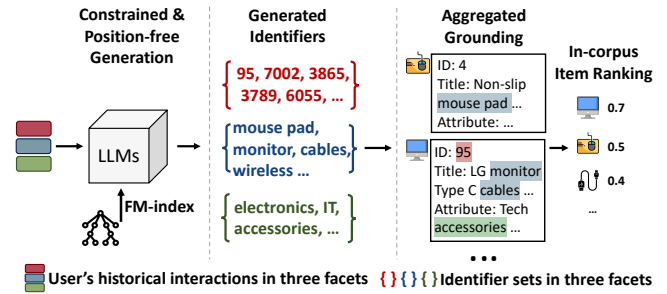 Constrained &
Position-free
Generation
Generated
Identifiers
Aggregated
Grounding
In-corpus
Item Ranking
LLMs
FM-index
{ 95, 7002, 3865,
3789, 6055, ... }
{ mouse pad,
monitor, cables,
wireless ... }
{ electronics, IT,
accessories, ... }
ID: 4
Title: Non-slip
mouse pad ...
Attribute: ...
ID: 95
Title: LG monitor
Type C cables ...
Attribute: Tech
accessories ...
...
0.7
0.5
0.4
...
User's historical interactions in three facets
{ } { } { } Identifier sets in three facets